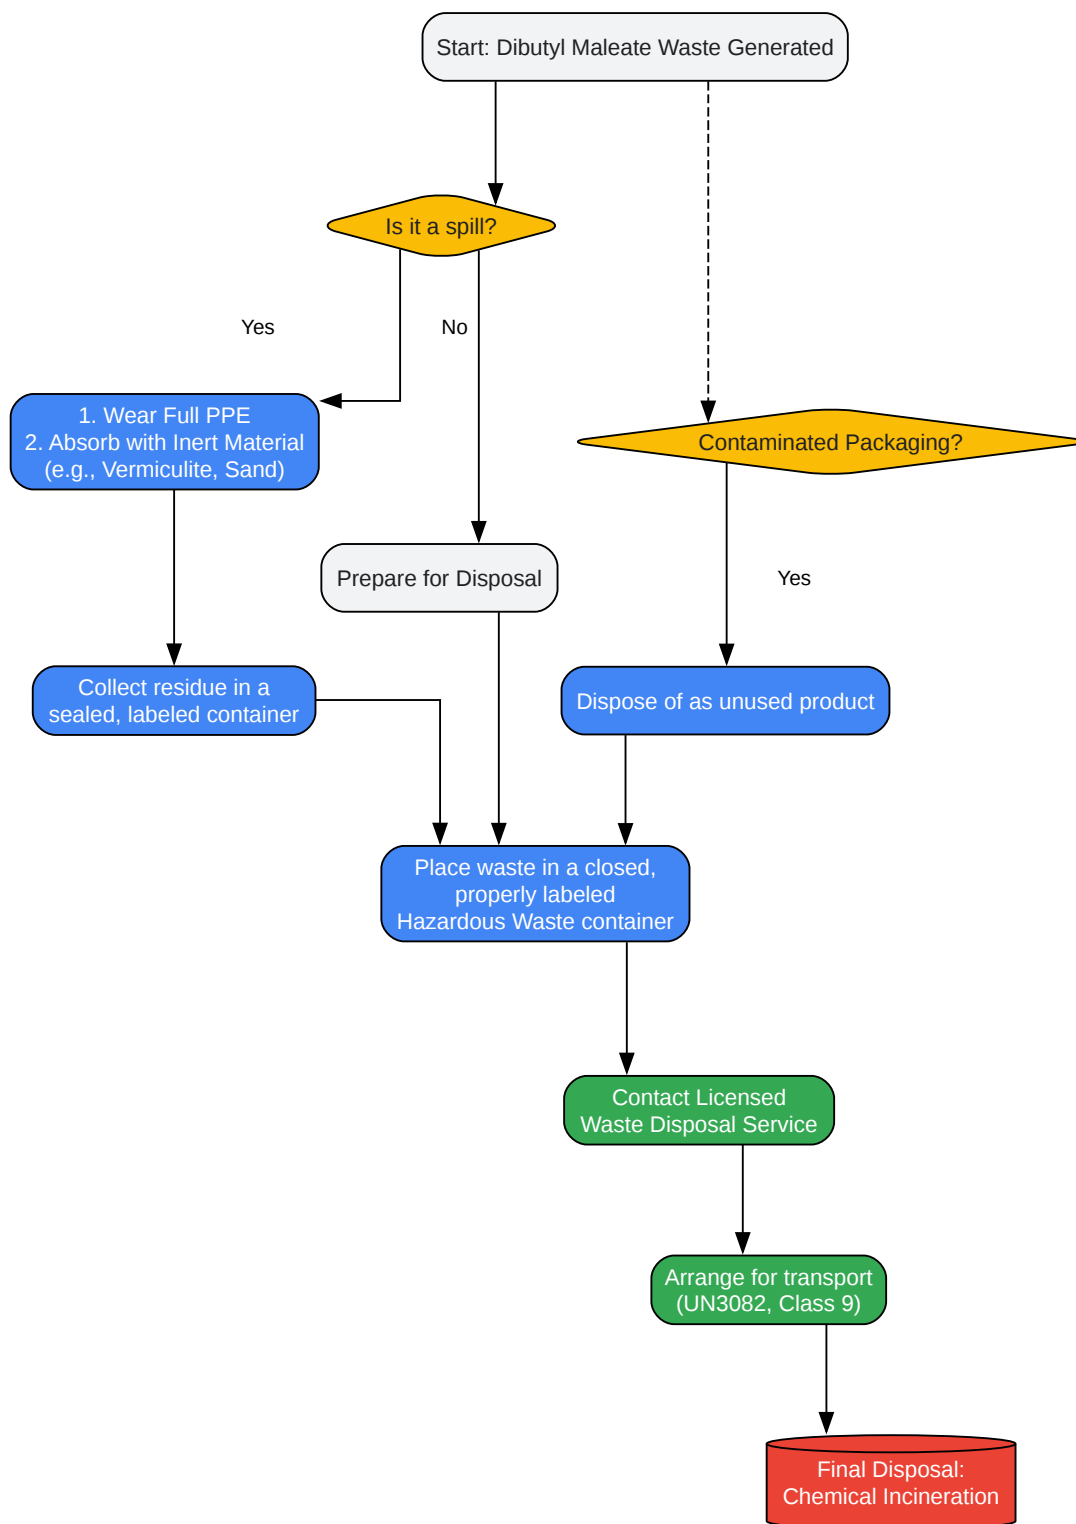 Start: Dibutyl Maleate Waste Generated
Is it a spill?
Yes
No
1. Wear Full PPE
2. Absorb with Inert Material
(e.g., Vermiculite, Sand)
Contaminated Packaging?
Prepare for Disposal
Yes
Collect residue in a
sealed, labeled container
Dispose of as unused product
Place waste in a closed,
properly labeled
Hazardous Waste container
Contact Licensed
Waste Disposal Service
Arrange for transport
(UN3082, Class 9)
Final Disposal:
Chemical Incineration